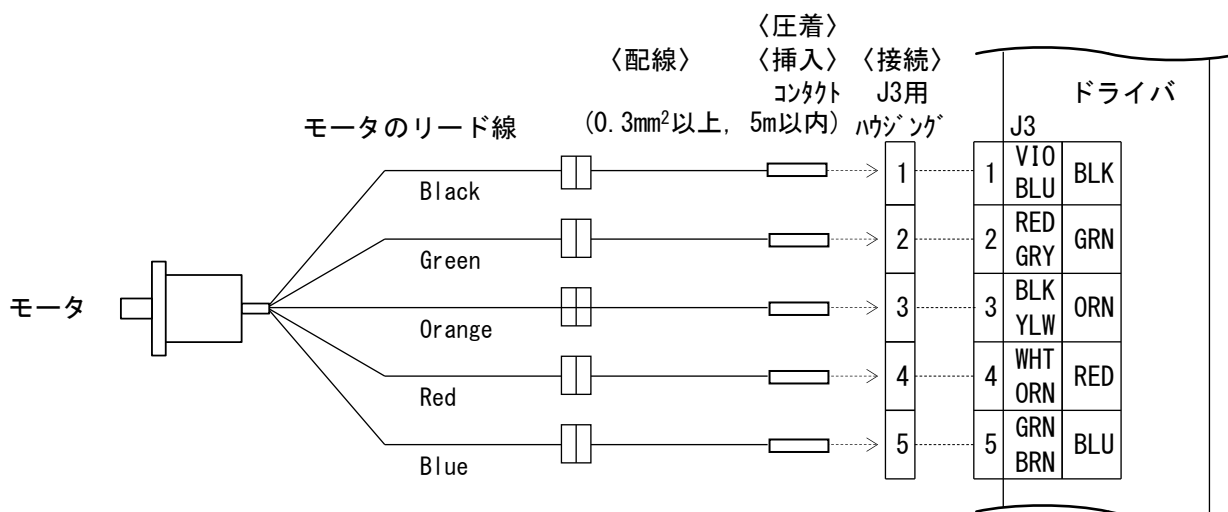 〈圧着〉
〈配線〉 〈挿入〉 〈接続〉
ｺﾝﾀｸﾄ J3用 ドライバ
モータのリード線 (0.3mm²以上, 5m以内) ﾊｳｼﾞﾝｸﾞ J3
Black 1 1 VIO BLU BLK
Green 2 2 RED GRY GRN
モータ Orange 3 3 BLK YLW ORN
Red 4 4 WHT ORN RED
Blue 5 5 GRN BRN BLU